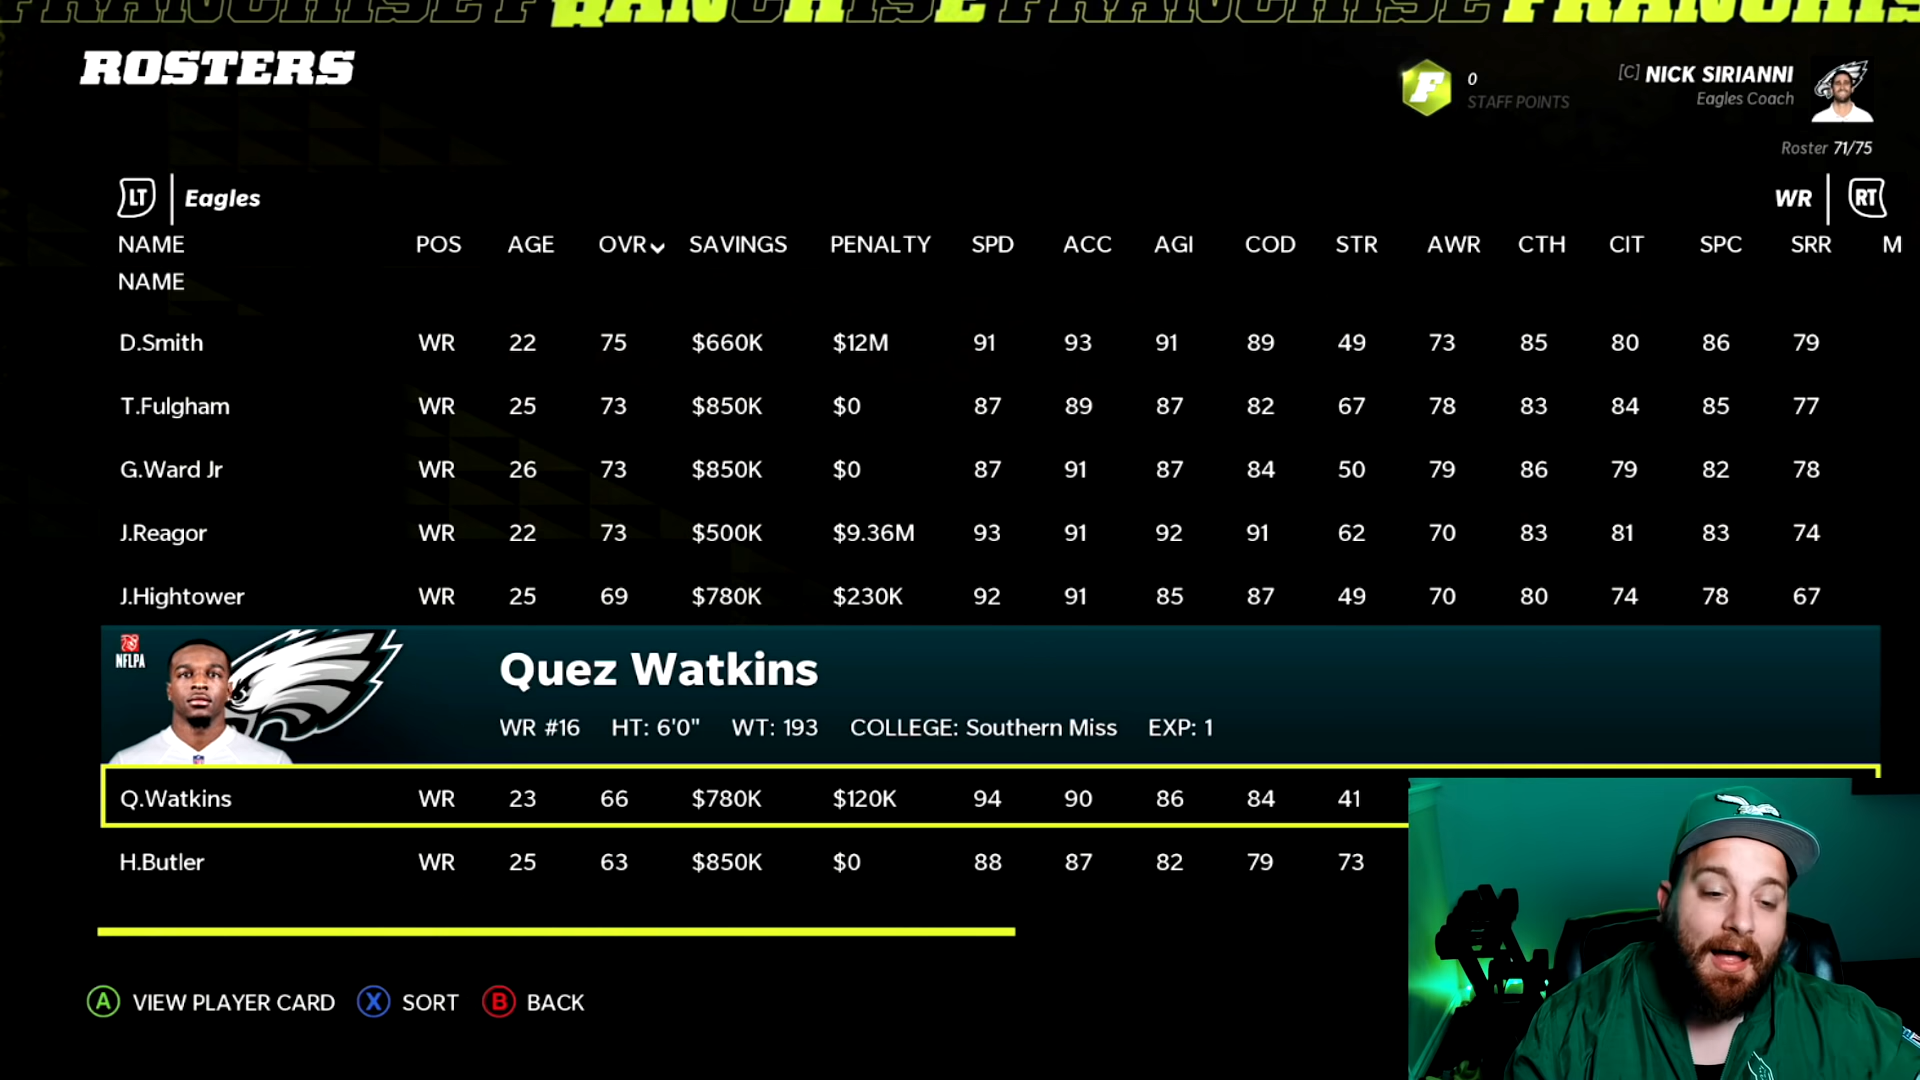 FRANCHISE FRANCHISE FRANCHISE FRANCHISE
ROSTERS
F
0
STAFF POINTS
[C] NICK SIRIANNI
Eagles Coach
Roster 71/75
LT Eagles
WR RT
NAME POS AGE OVR SAVINGS PENALTY SPD ACC AGI COD STR AWR CTH CIT SPC SRR M
NAME
D.Smith WR 22 75 $660K $12M 91 93 91 89 49 73 85 80 86 79
T.Fulgham WR 25 73 $850K $0 87 89 87 82 67 78 83 84 85 77
G.Ward Jr WR 26 73 $850K $0 87 91 87 84 50 79 86 79 82 78
J.Reagor WR 22 73 $500K $9.36M 93 91 92 91 62 70 83 81 83 74
J.Hightower WR 25 69 $780K $230K 92 91 85 87 49 70 80 74 78 67
NFLPA
Quez Watkins
WR #16 HT: 6'0" WT: 193 COLLEGE: Southern Miss EXP: 1
Q.Watkins WR 23 66 $780K $120K 94 90 86 84 41
H.Butler WR 25 63 $850K $0 88 87 82 79 73
A VIEW PLAYER CARD X SORT B BACK